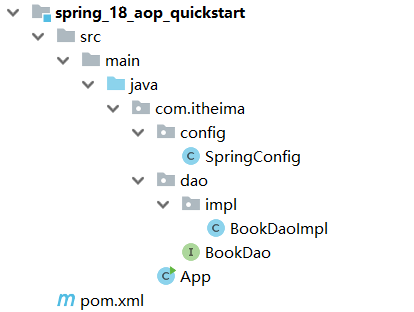 spring_18_aop_quickstart
src
main
java
com.itheima
config
C SpringConfig
dao
impl
C BookDaoImpl
I BookDao
C App
m pom.xml